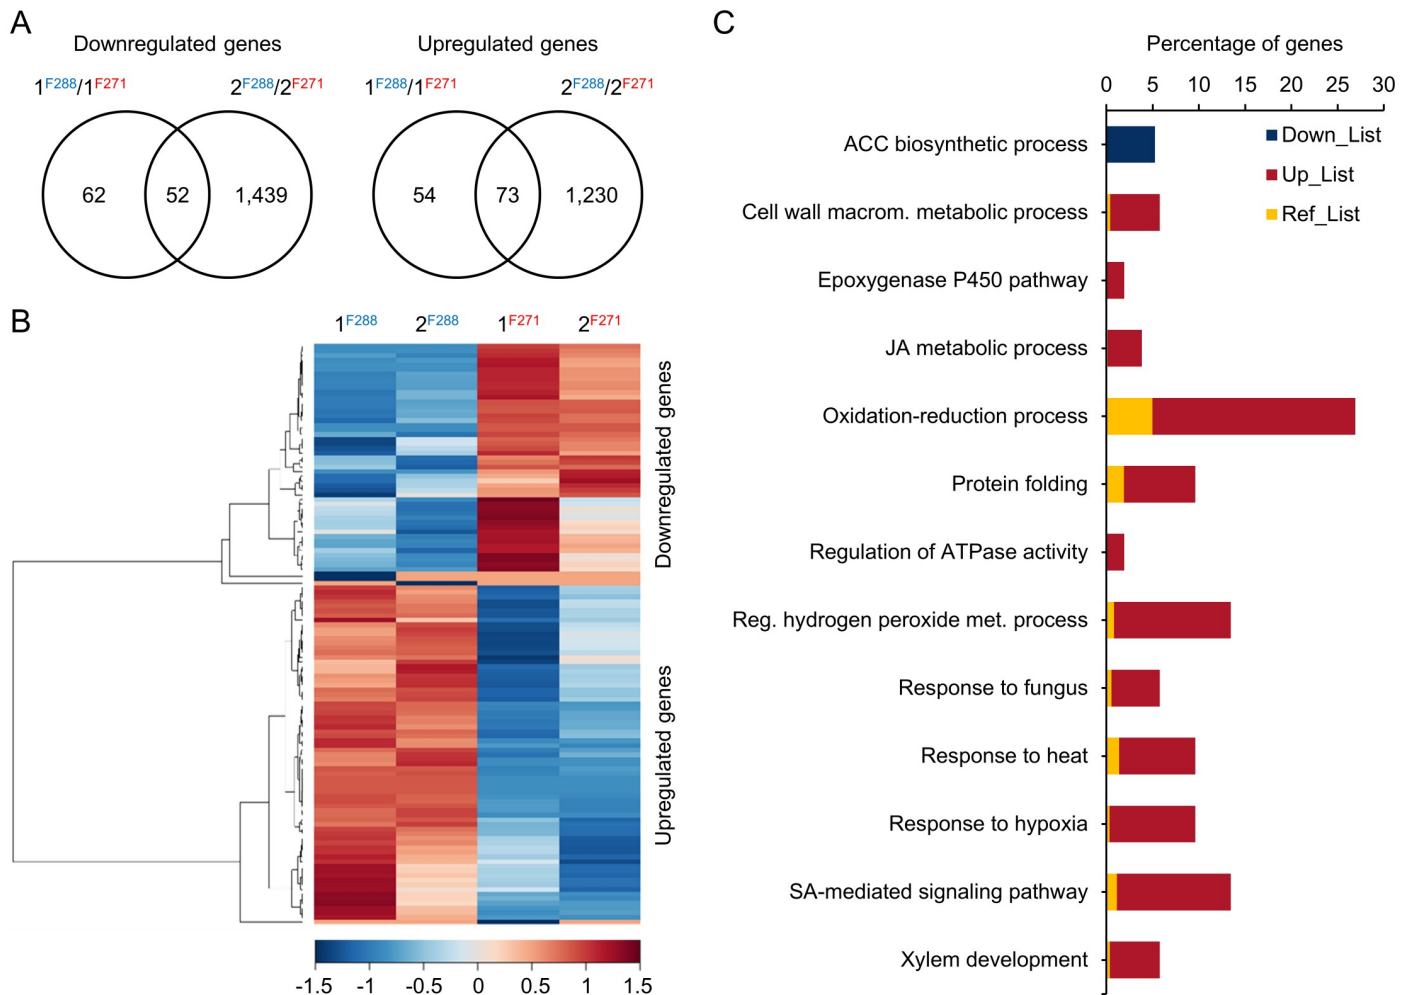 A
Downregulated genes
Upregulated genes
1F288/1F271
2F288/2F271
1F288/1F271
2F288/2F271
62
52
1,439
54
73
1,230
B
1F288
2F288
1F271
2F271
Downregulated genes
Upregulated genes
-1.5 -1 -0.5 0 0.5 1 1.5
C
Percentage of genes
0 5 10 15 20 25 30
Down_List
Up_List
Ref_List
ACC biosynthetic process
Cell wall macrom. metabolic process
Epoxygenase P450 pathway
JA metabolic process
Oxidation-reduction process
Protein folding
Regulation of ATPase activity
Reg. hydrogen peroxide met. process
Response to fungus
Response to heat
Response to hypoxia
SA-mediated signaling pathway
Xylem development